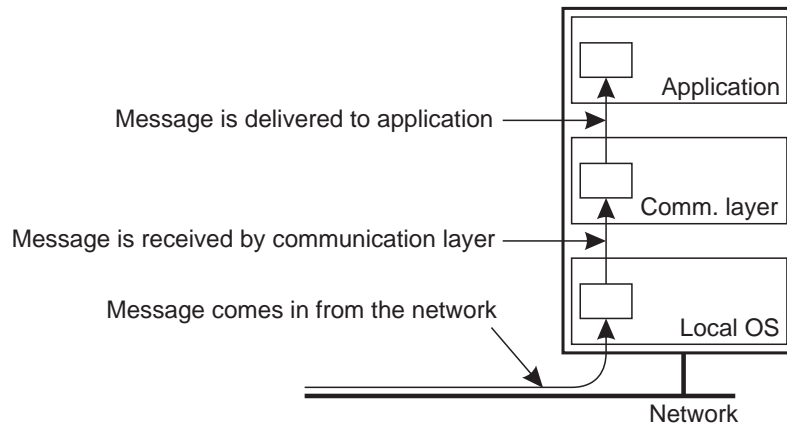 Application
Message is delivered to application
Comm. layer
Message is received by communication layer
Message comes in from the network
Local OS
Network